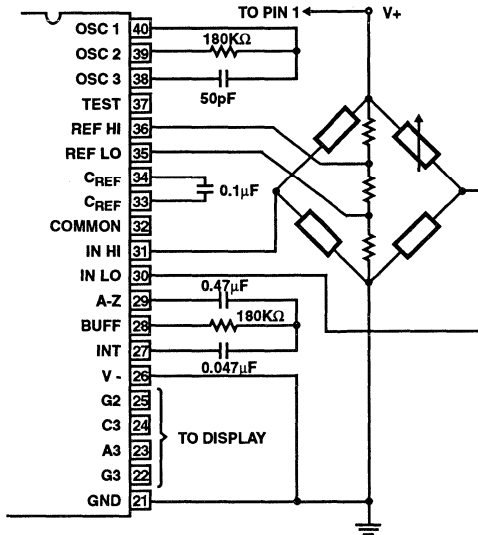 TO PIN 1 V+
OSC 1 40
180KΩ
OSC 2 39
OSC 3 38
50pF
TEST 37
REF HI 36
REF LO 35
CREF 34
0.1μF
CREF 33
COMMON 32
IN HI 31
IN LO 30
0.47μF
A-Z 29
BUFF 28 180KΩ
INT 27
0.047μF
V - 26
G2 25
C3 24
TO DISPLAY
A3 23
G3 22
GND 21